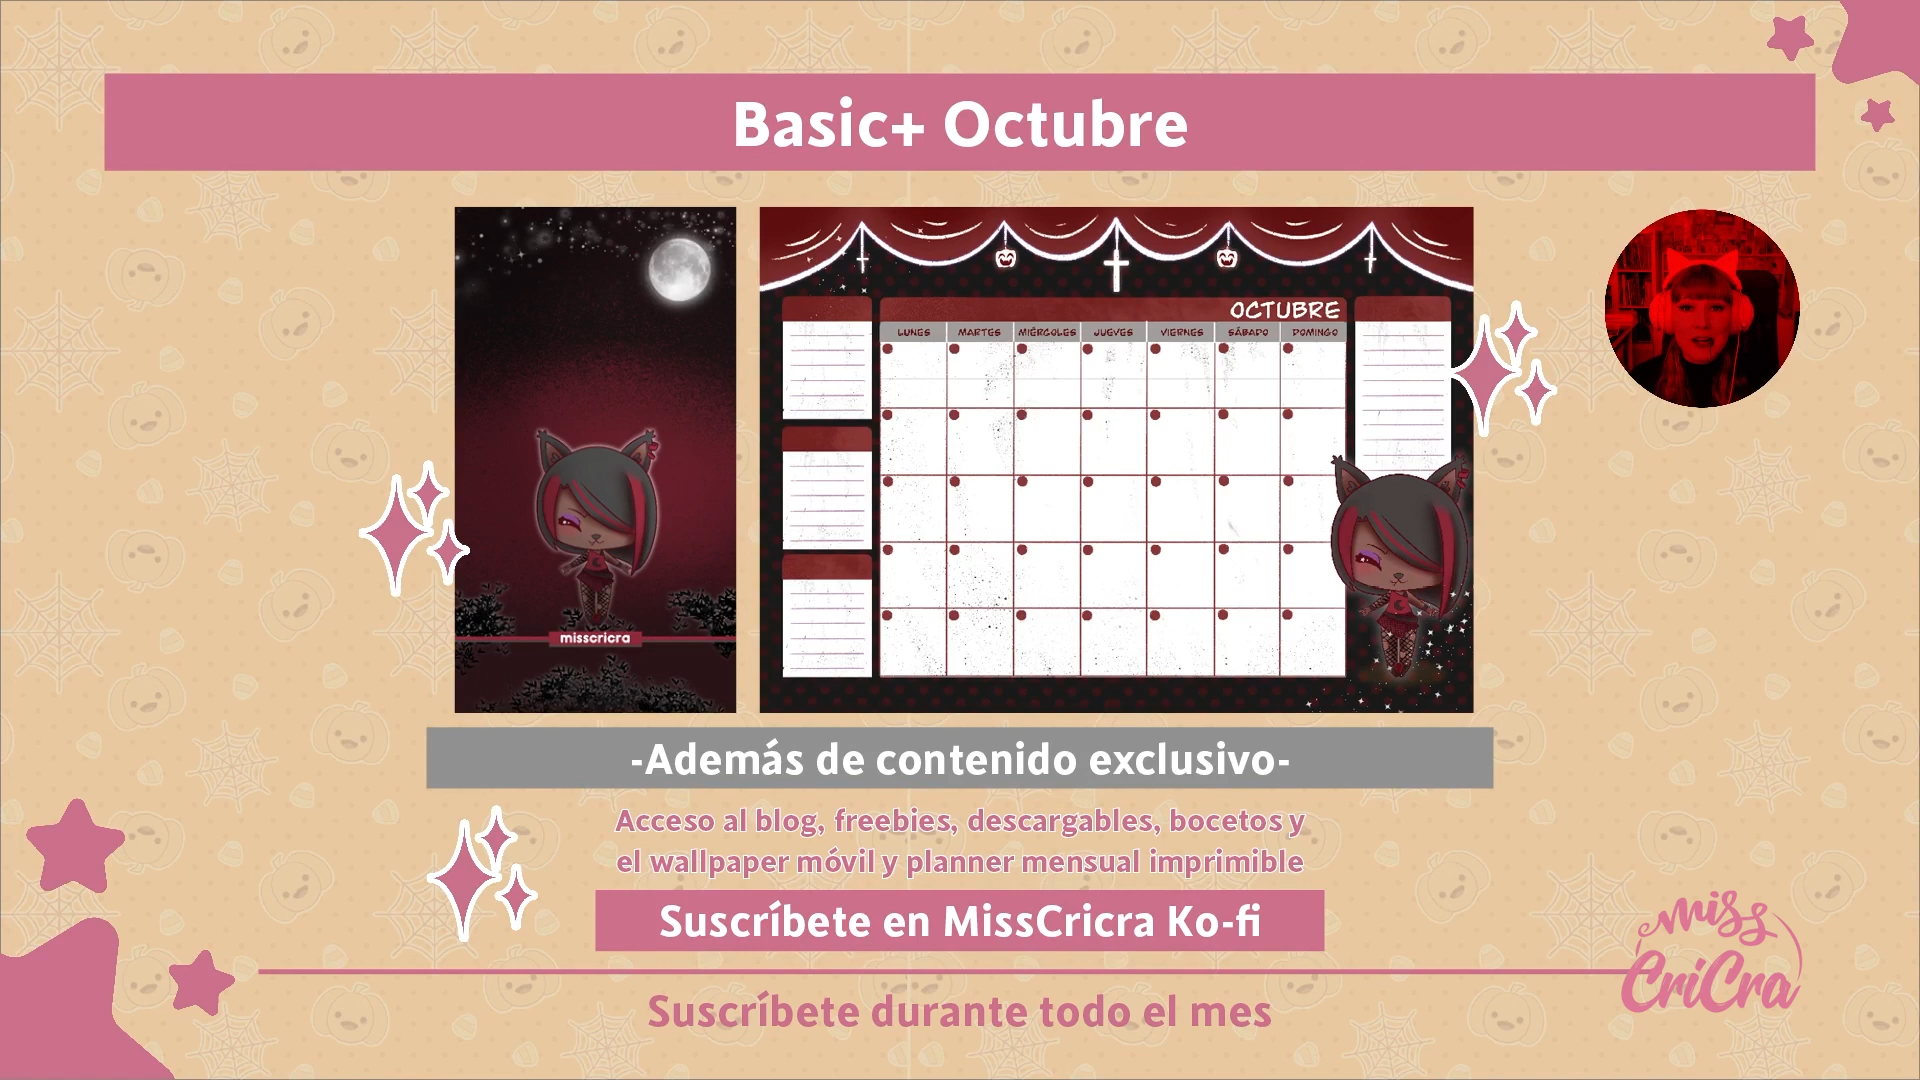 Basic+ Octubre
misscricra
OCTUBRE
LUNES MARTES MIÉRCOLES JUEVES VIERNES SÁBADO DOMINGO
-Además de contenido exclusivo-
Acceso al blog, freebies, descargables, bocetos y
el wallpaper móvil y planner mensual imprimible
Suscríbete en MissCricra Ko-fi
miss
CriCra
Suscríbete durante todo el mes